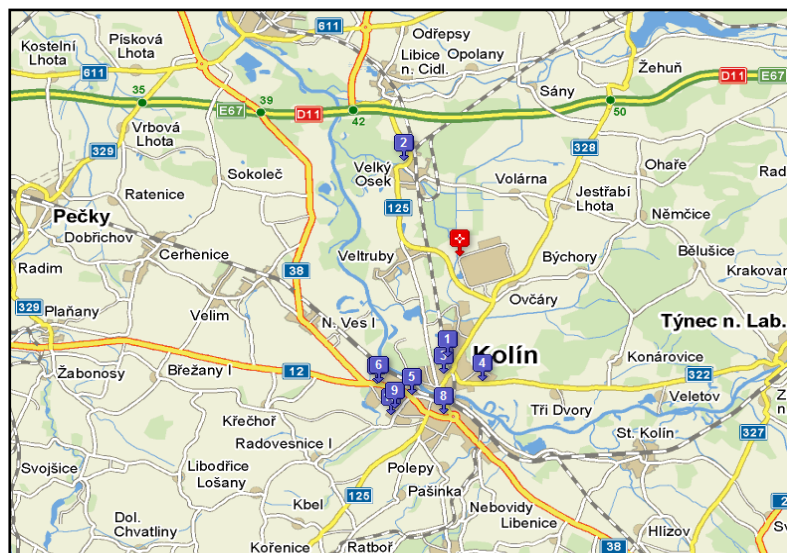 611
Odřepsy
Kostelní
Lhota
Písková
Lhota
Libice
n. Cidl.
Opolany
Žehuň
611
35
39
E67
D11
42
Sány
50
D11
E67
Vrbová
Lhota
329
2
328
Sokoleč
Velký
Osek
Volárna
Ohaře
Rad
Ratenice
125
Jestřabí
Lhota
Pečky
Němčice
Dobřichov
Cerhenice
Veltruby
Býchory
Bělušice
Radim
38
Krakovar
Ovčáry
329
Plaňany
Velim
N. Ves I
Týnec n. Lab.
1
3
Kolín
Konárovice
Žabonosy
Břežany I
12
6
5
4
322
9
8
Veletov
Křečhoř
Tři Dvory
Radovesnice I
St. Kolín
327
Svojšice
Libodřice
Polepy
Lošany
Pašinka
125
Kbel
Nebovidy
Libenice
Dol.
Chvatliny
Hlízov
38
Kořenice
Ratboř